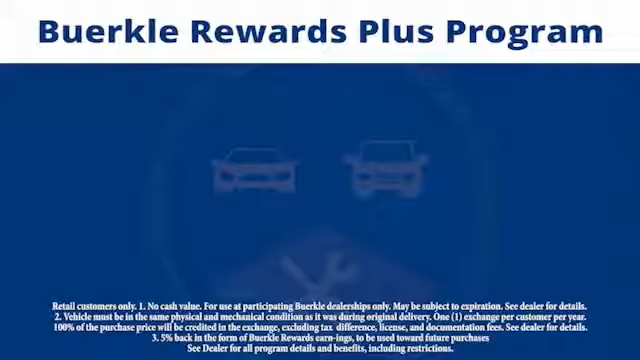 Buerkle Rewards Plus Program
Retail customers only. 1. No cash value. For use at participating Buerkle dealerships only. May be subject to expiration. See dealer for details.
2. Vehicle must be in the same physical and mechanical condition as it was during original delivery. One (1) exchange per customer per year.
100% of the purchase price will be credited in the exchange, excluding tax difference, license, and documentation fees. See dealer for details.
3. 5% back in the form of Buerkle Rewards earn-ings, to be used toward future purchases
See Dealer for all program details and benefits, including restrictions.